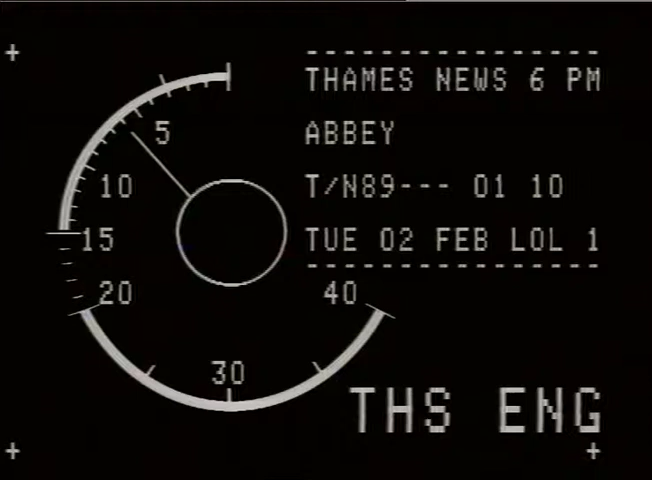 THAMES NEWS 6 PM
ABBEY
T/N89--- 01 10
TUE 02 FEB LOL 1
5
10
15
20
30
40
THS ENG